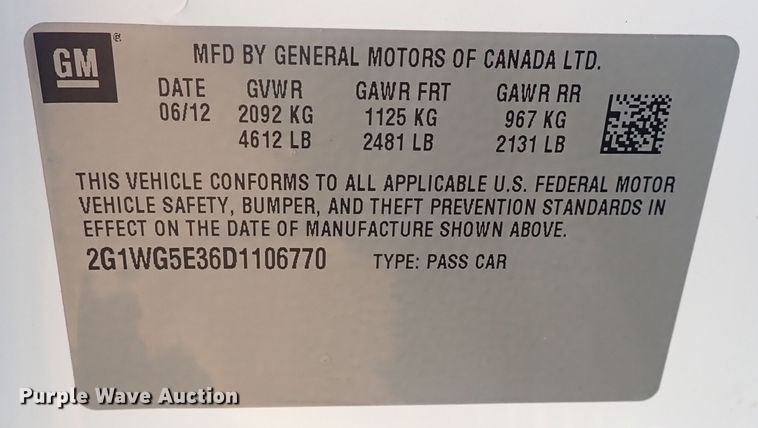 GM ®
MFD BY GENERAL MOTORS OF CANADA LTD.
DATE GVWR GAWR FRT GAWR RR
06/12 2092 KG 1125 KG 967 KG
4612 LB 2481 LB 2131 LB
THIS VEHICLE CONFORMS TO ALL APPLICABLE U.S. FEDERAL MOTOR
VEHICLE SAFETY, BUMPER, AND THEFT PREVENTION STANDARDS IN
EFFECT ON THE DATE OF MANUFACTURE SHOWN ABOVE.
2G1WG5E36D1106770 TYPE: PASS CAR
Purple Wave Auction